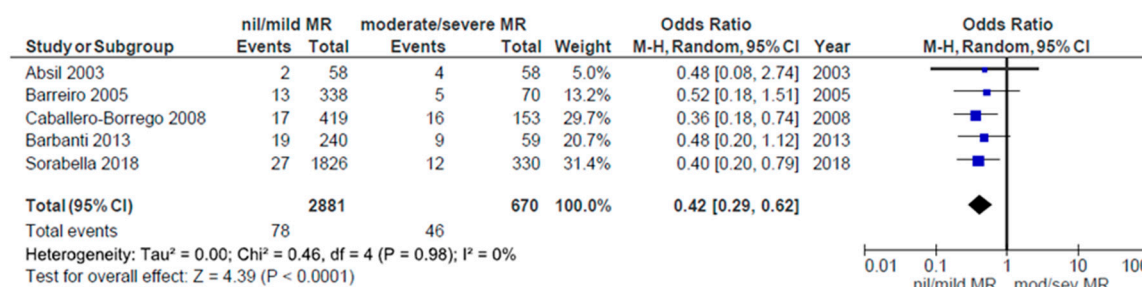 nil/mild MR moderate/severe MR Odds Ratio Odds Ratio
Study or Subgroup Events Total Events Total Weight M-H, Random, 95% CI Year M-H, Random, 95% CI
Absil 2003 2 58 4 58 5.0% 0.48 [0.08, 2.74] 2003
Barreiro 2005 13 338 5 70 13.2% 0.52 [0.18, 1.51] 2005
Caballero-Borrego 2008 17 419 16 153 29.7% 0.36 [0.18, 0.74] 2008
Barbanti 2013 19 240 9 59 20.7% 0.48 [0.20, 1.12] 2013
Sorabella 2018 27 1826 12 330 31.4% 0.40 [0.20, 0.79] 2018
Total (95% CI) 2881 670 100.0% 0.42 [0.29, 0.62]
Total events 78 46
Heterogeneity: Tau² = 0.00; Chi² = 0.46, df = 4 (P = 0.98); I² = 0%
Test for overall effect: Z = 4.39 (P < 0.0001)
0.01 0.1 1 10 100
nil/mild MR mod/sev MR